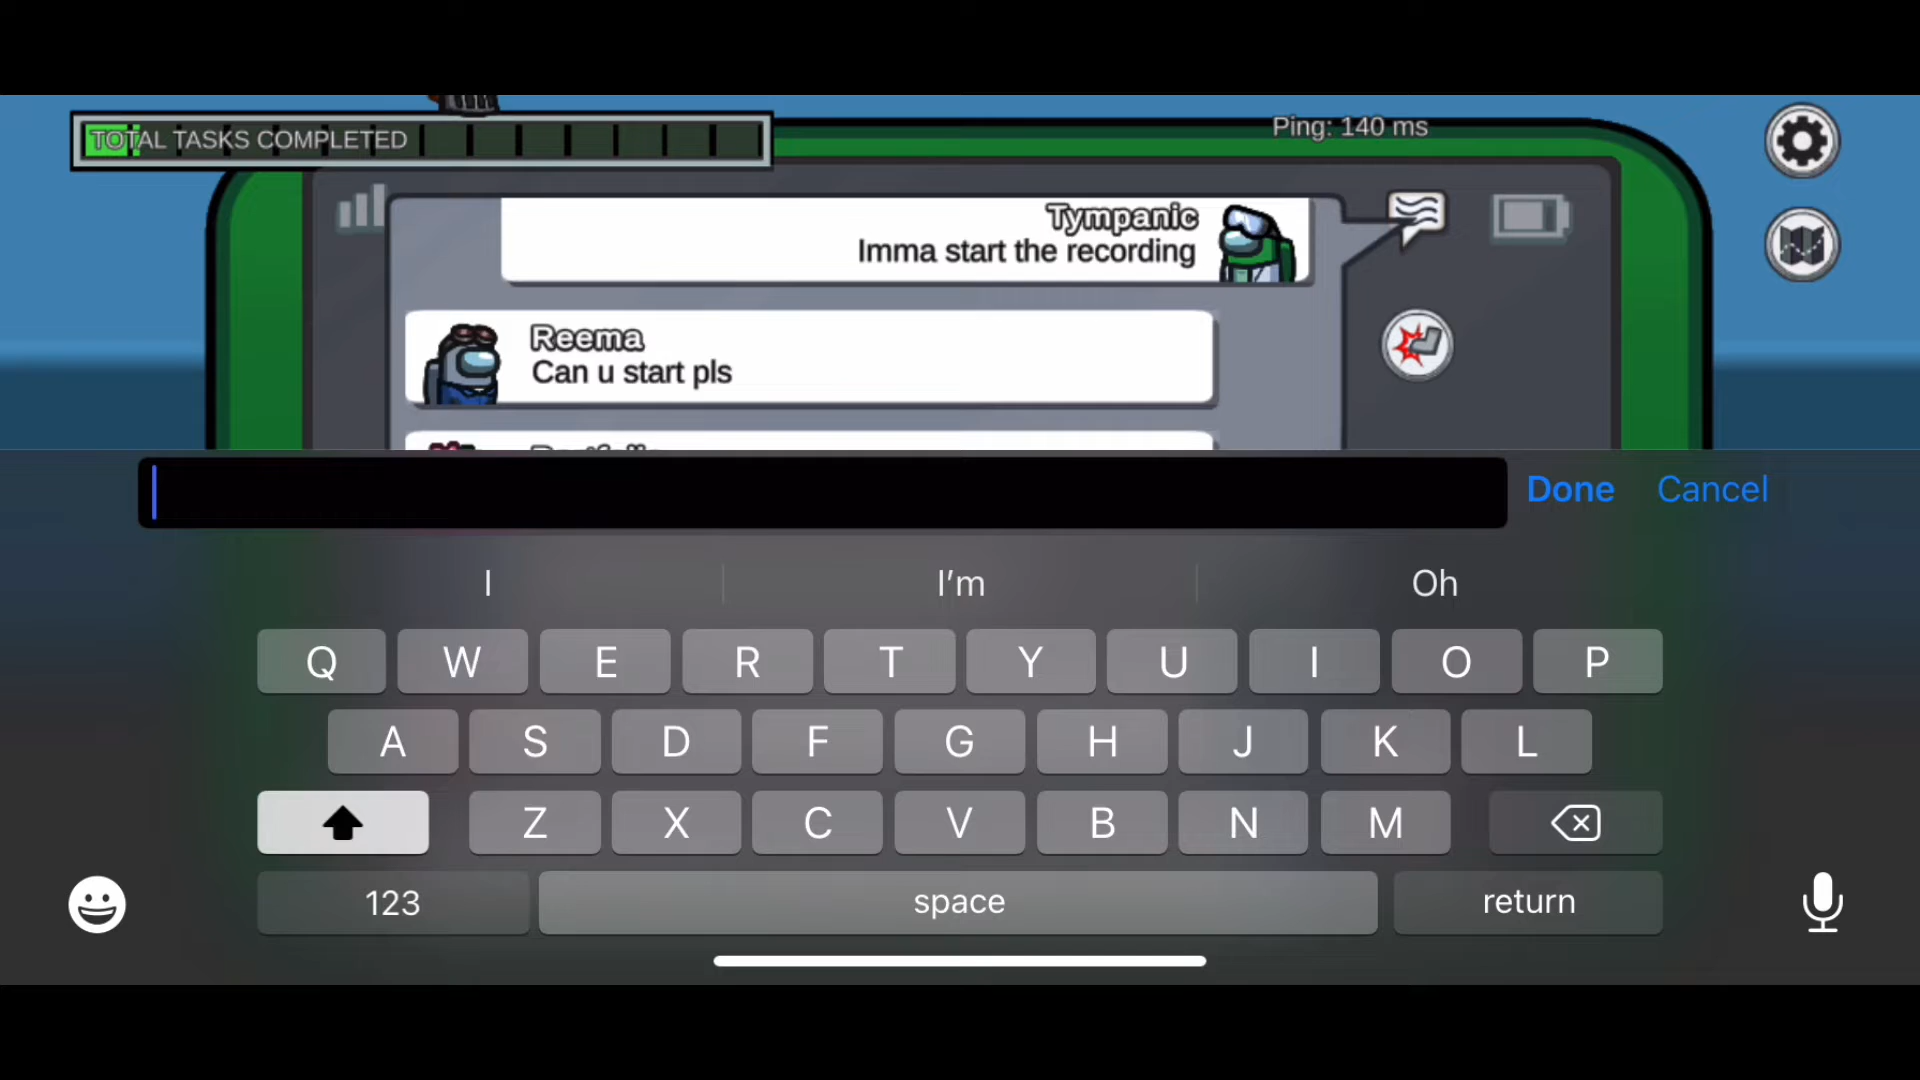 TOTAL TASKS COMPLETED
Ping: 140 ms
Tympanic
Imma start the recording
Reema
Can u start pls
Done Cancel
I I’m Oh
Q W E R T Y U I O P
A S D F G H J K L
Z X C V B N M
123 space return